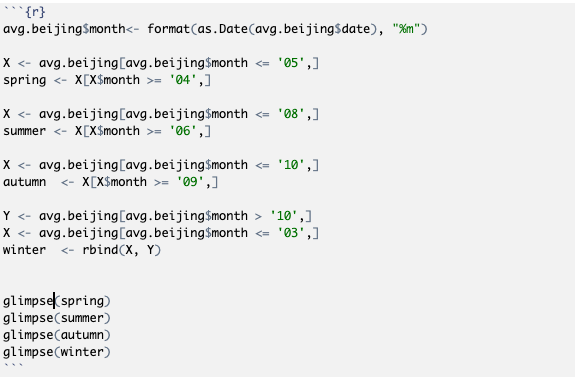 ```{r}
avg.beijing$month<- format(as.Date(avg.beijing$date), "%m")
X <- avg.beijing[avg.beijing$month <= '05',]
spring <- X[X$month >= '04',]
X <- avg.beijing[avg.beijing$month <= '08',]
summer <- X[X$month >= '06',]
X <- avg.beijing[avg.beijing$month <= '10',]
autumn  <- X[X$month >= '09',]
Y <- avg.beijing[avg.beijing$month > '10',]
X <- avg.beijing[avg.beijing$month <= '03',]
winter  <- rbind(X, Y)
glimpse(spring)
glimpse(summer)
glimpse(autumn)
glimpse(winter)
```